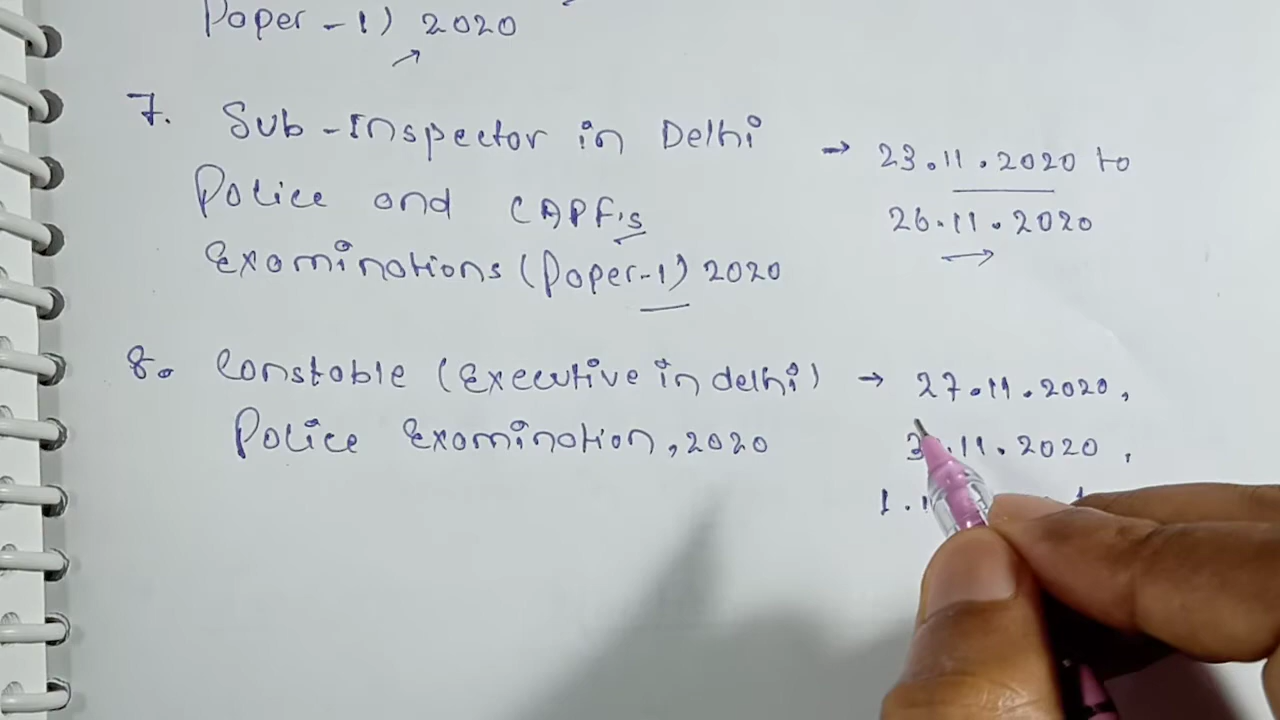 Paper - 1) 2020
7. Sub-Inspector in Delhi → 23.11.2020 to
Police and CAPF's 26.11.2020
Examinations (Paper-1) 2020
8. Constable (Executive in delhi) → 27.11.2020,
Police Examination, 2020 .11.2020,
1.